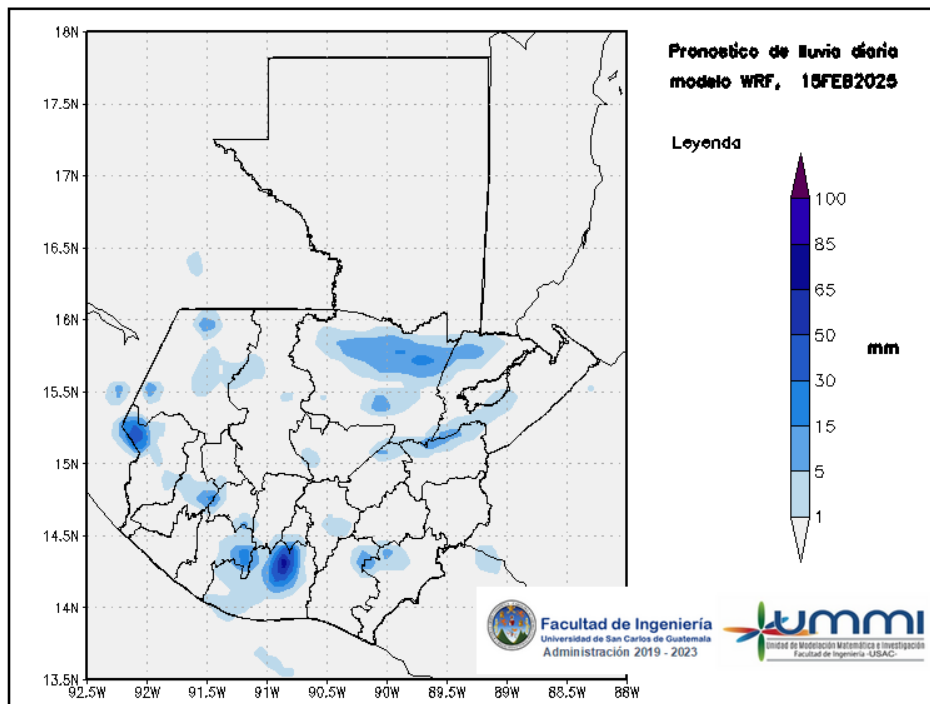 Pronostico de lluvia diaria
modelo WRF, 15FEB2025
Leyenda
100
85
65
50
30
15
5
1
mm
18N
17.5N
17N
16.5N
16N
15.5N
15N
14.5N
14N
13.5N
92.5W
92W
91.5W
91W
90.5W
90W
89.5W
89W
88.5W
88W
Facultad de Ingeniería
Universidad de San Carlos de Guatemala
Administración 2019 - 2023
UMMI
Unidad de Modelación Matemática e Investigación
Facultad de Ingeniería -USAC-